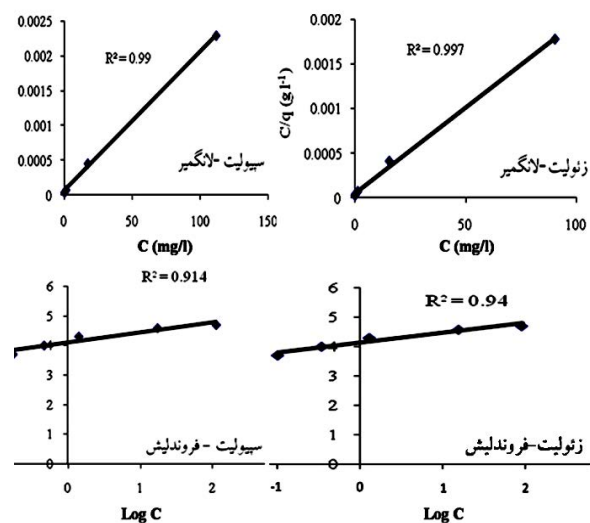 0.0025
0.002
0.0015
0.001
0.0005
0
R² = 0.99
سپیولیت -لانگمیر
0 50 100 150
C (mg/l)
0.002
0.0015
0.001
0.0005
0
C/q (g l⁻¹)
R² = 0.997
زئولیت-لانگمیر
0 50 100
C (mg/l)
R² = 0.914
6
5
4
3
2
1
0
سپیولیت - فروندلیش
0 1 2
Log C
6
5
4
3
2
1
0
R² = 0.94
زئولیت-فروندلیش
-1 0 1 2
Log C